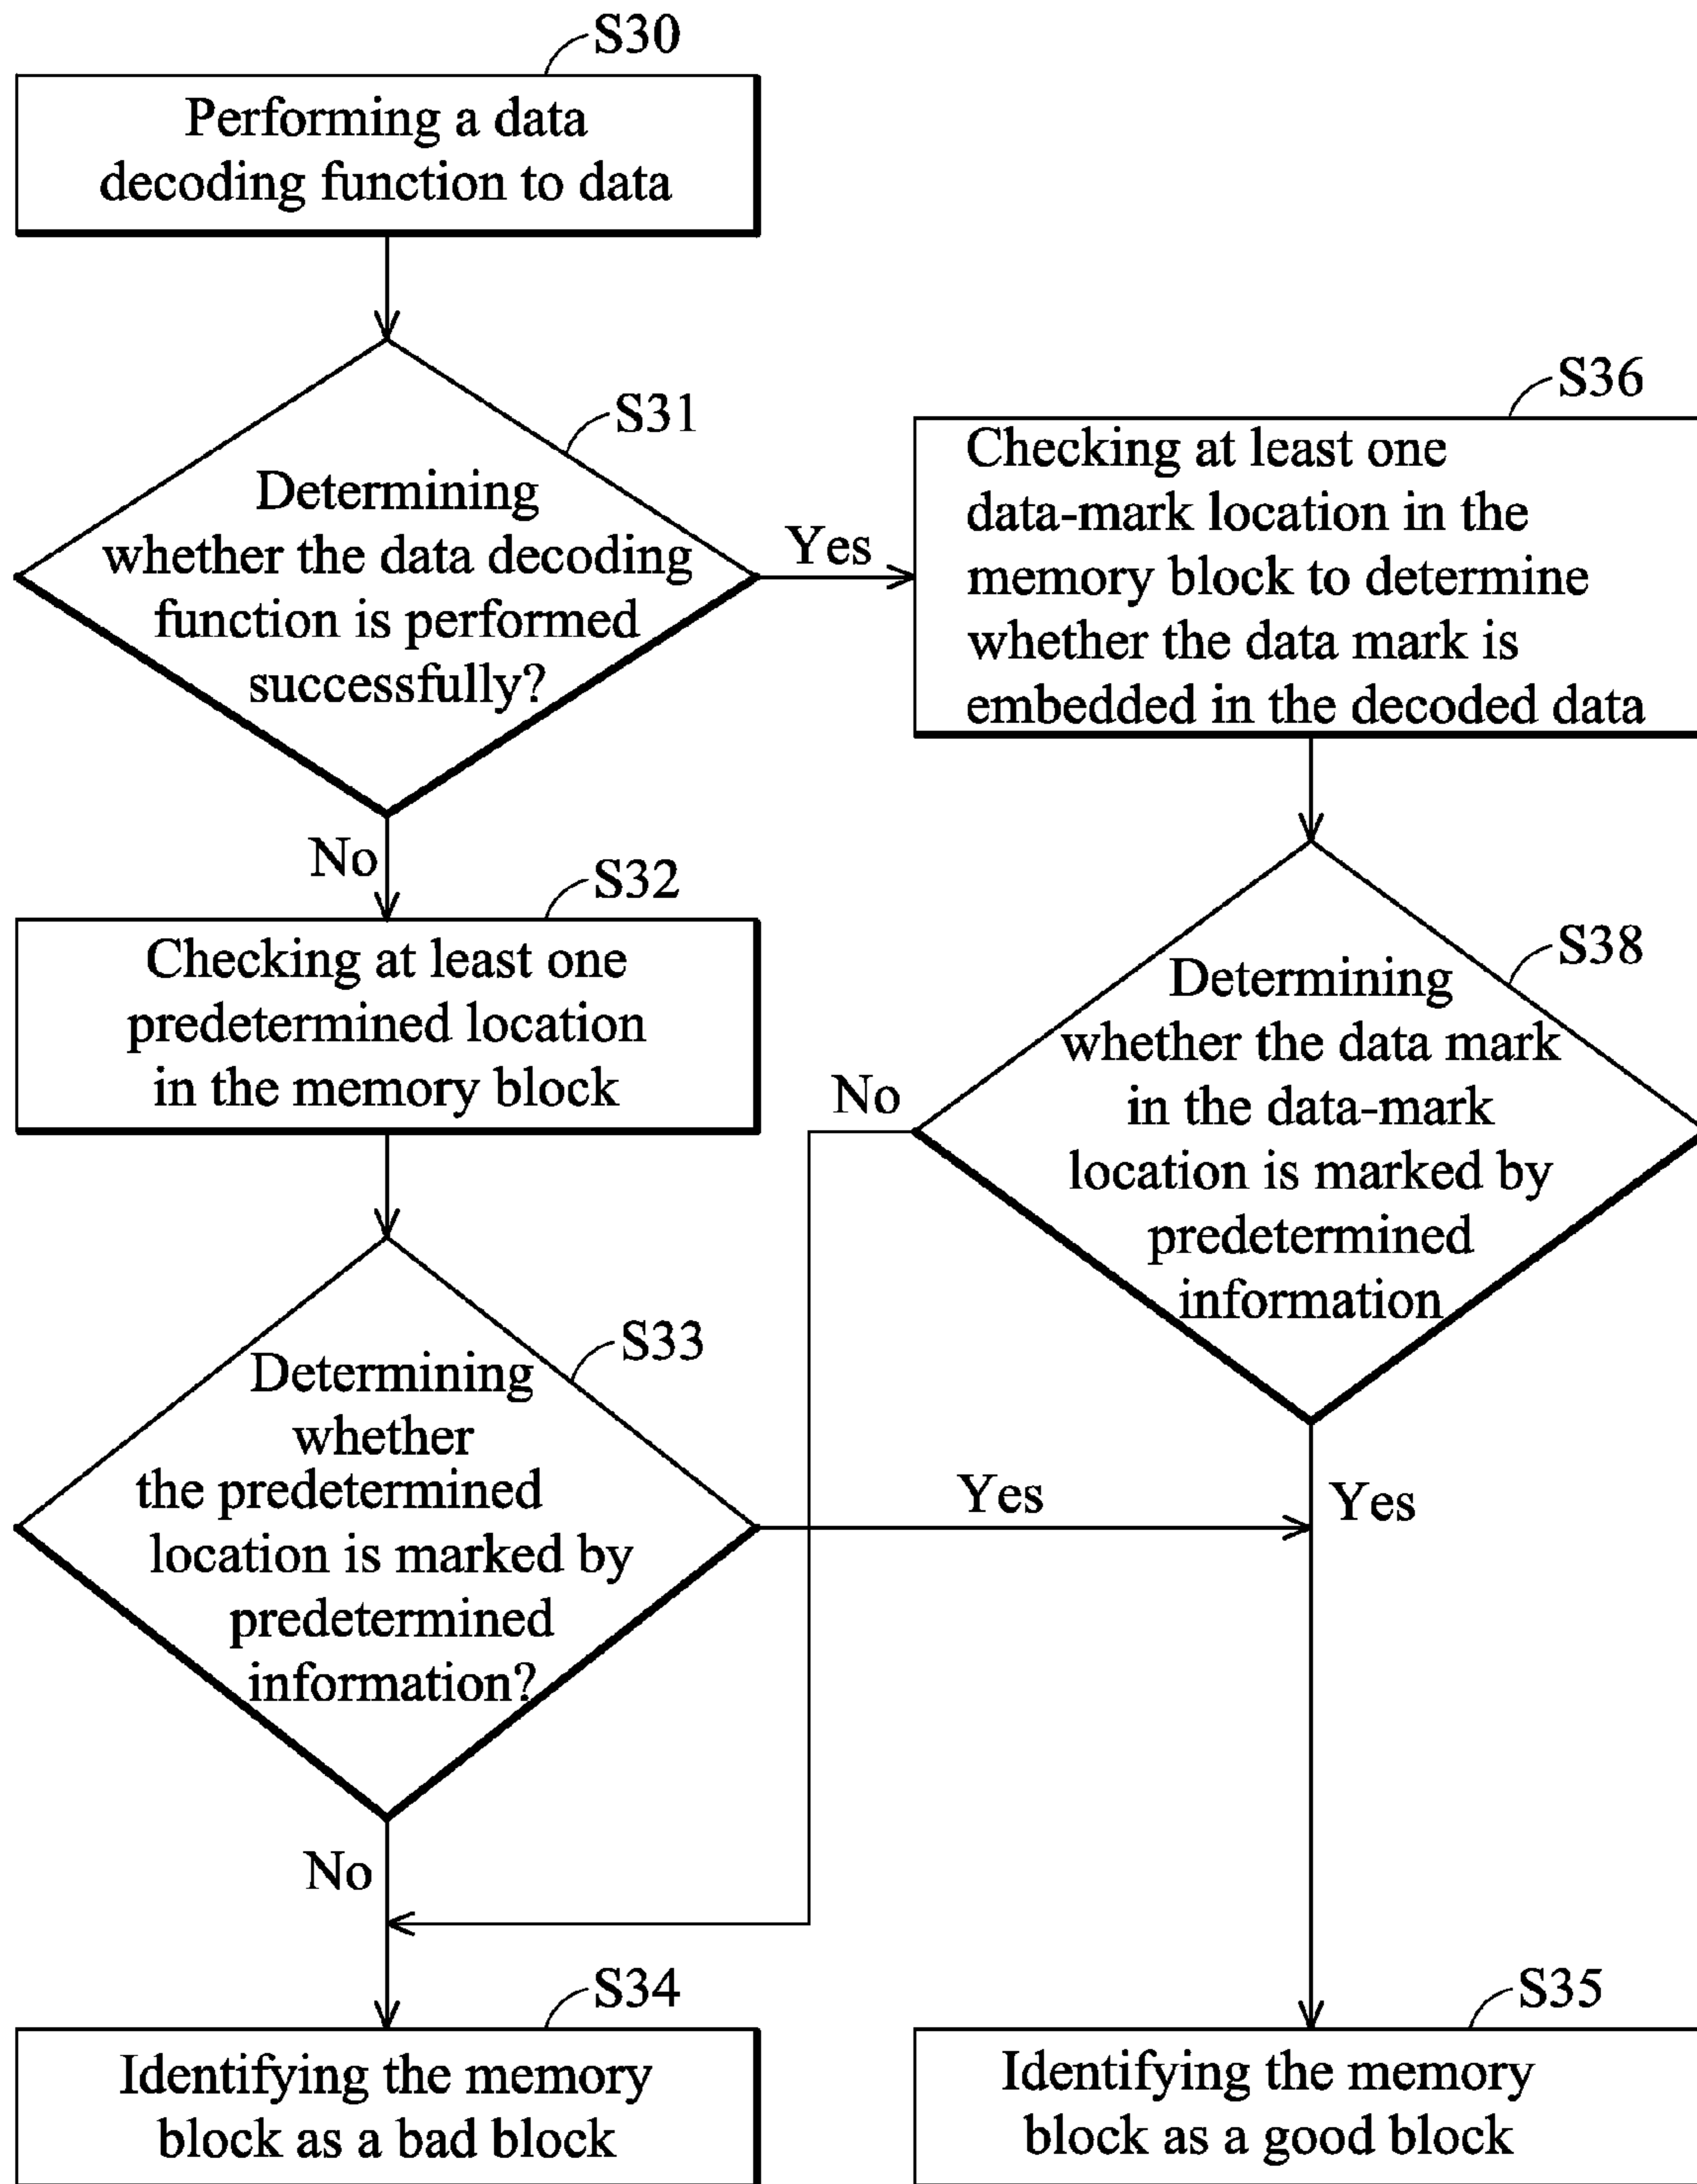 S30
Performing a data
decoding function to data
S31
Determining
whether the data decoding
function is performed
successfully?
Yes
No
S36
Checking at least one
data-mark location in the
memory block to determine
whether the data mark is
embedded in the decoded data
S32
Checking at least one
predetermined location
in the memory block
S38
Determining
whether the data mark
in the data-mark
location is marked by
predetermined
information
No
Yes
S33
Determining
whether
the predetermined
location is marked by
predetermined
information?
Yes
No
S34
Identifying the memory
block as a bad block
S35
Identifying the memory
block as a good block